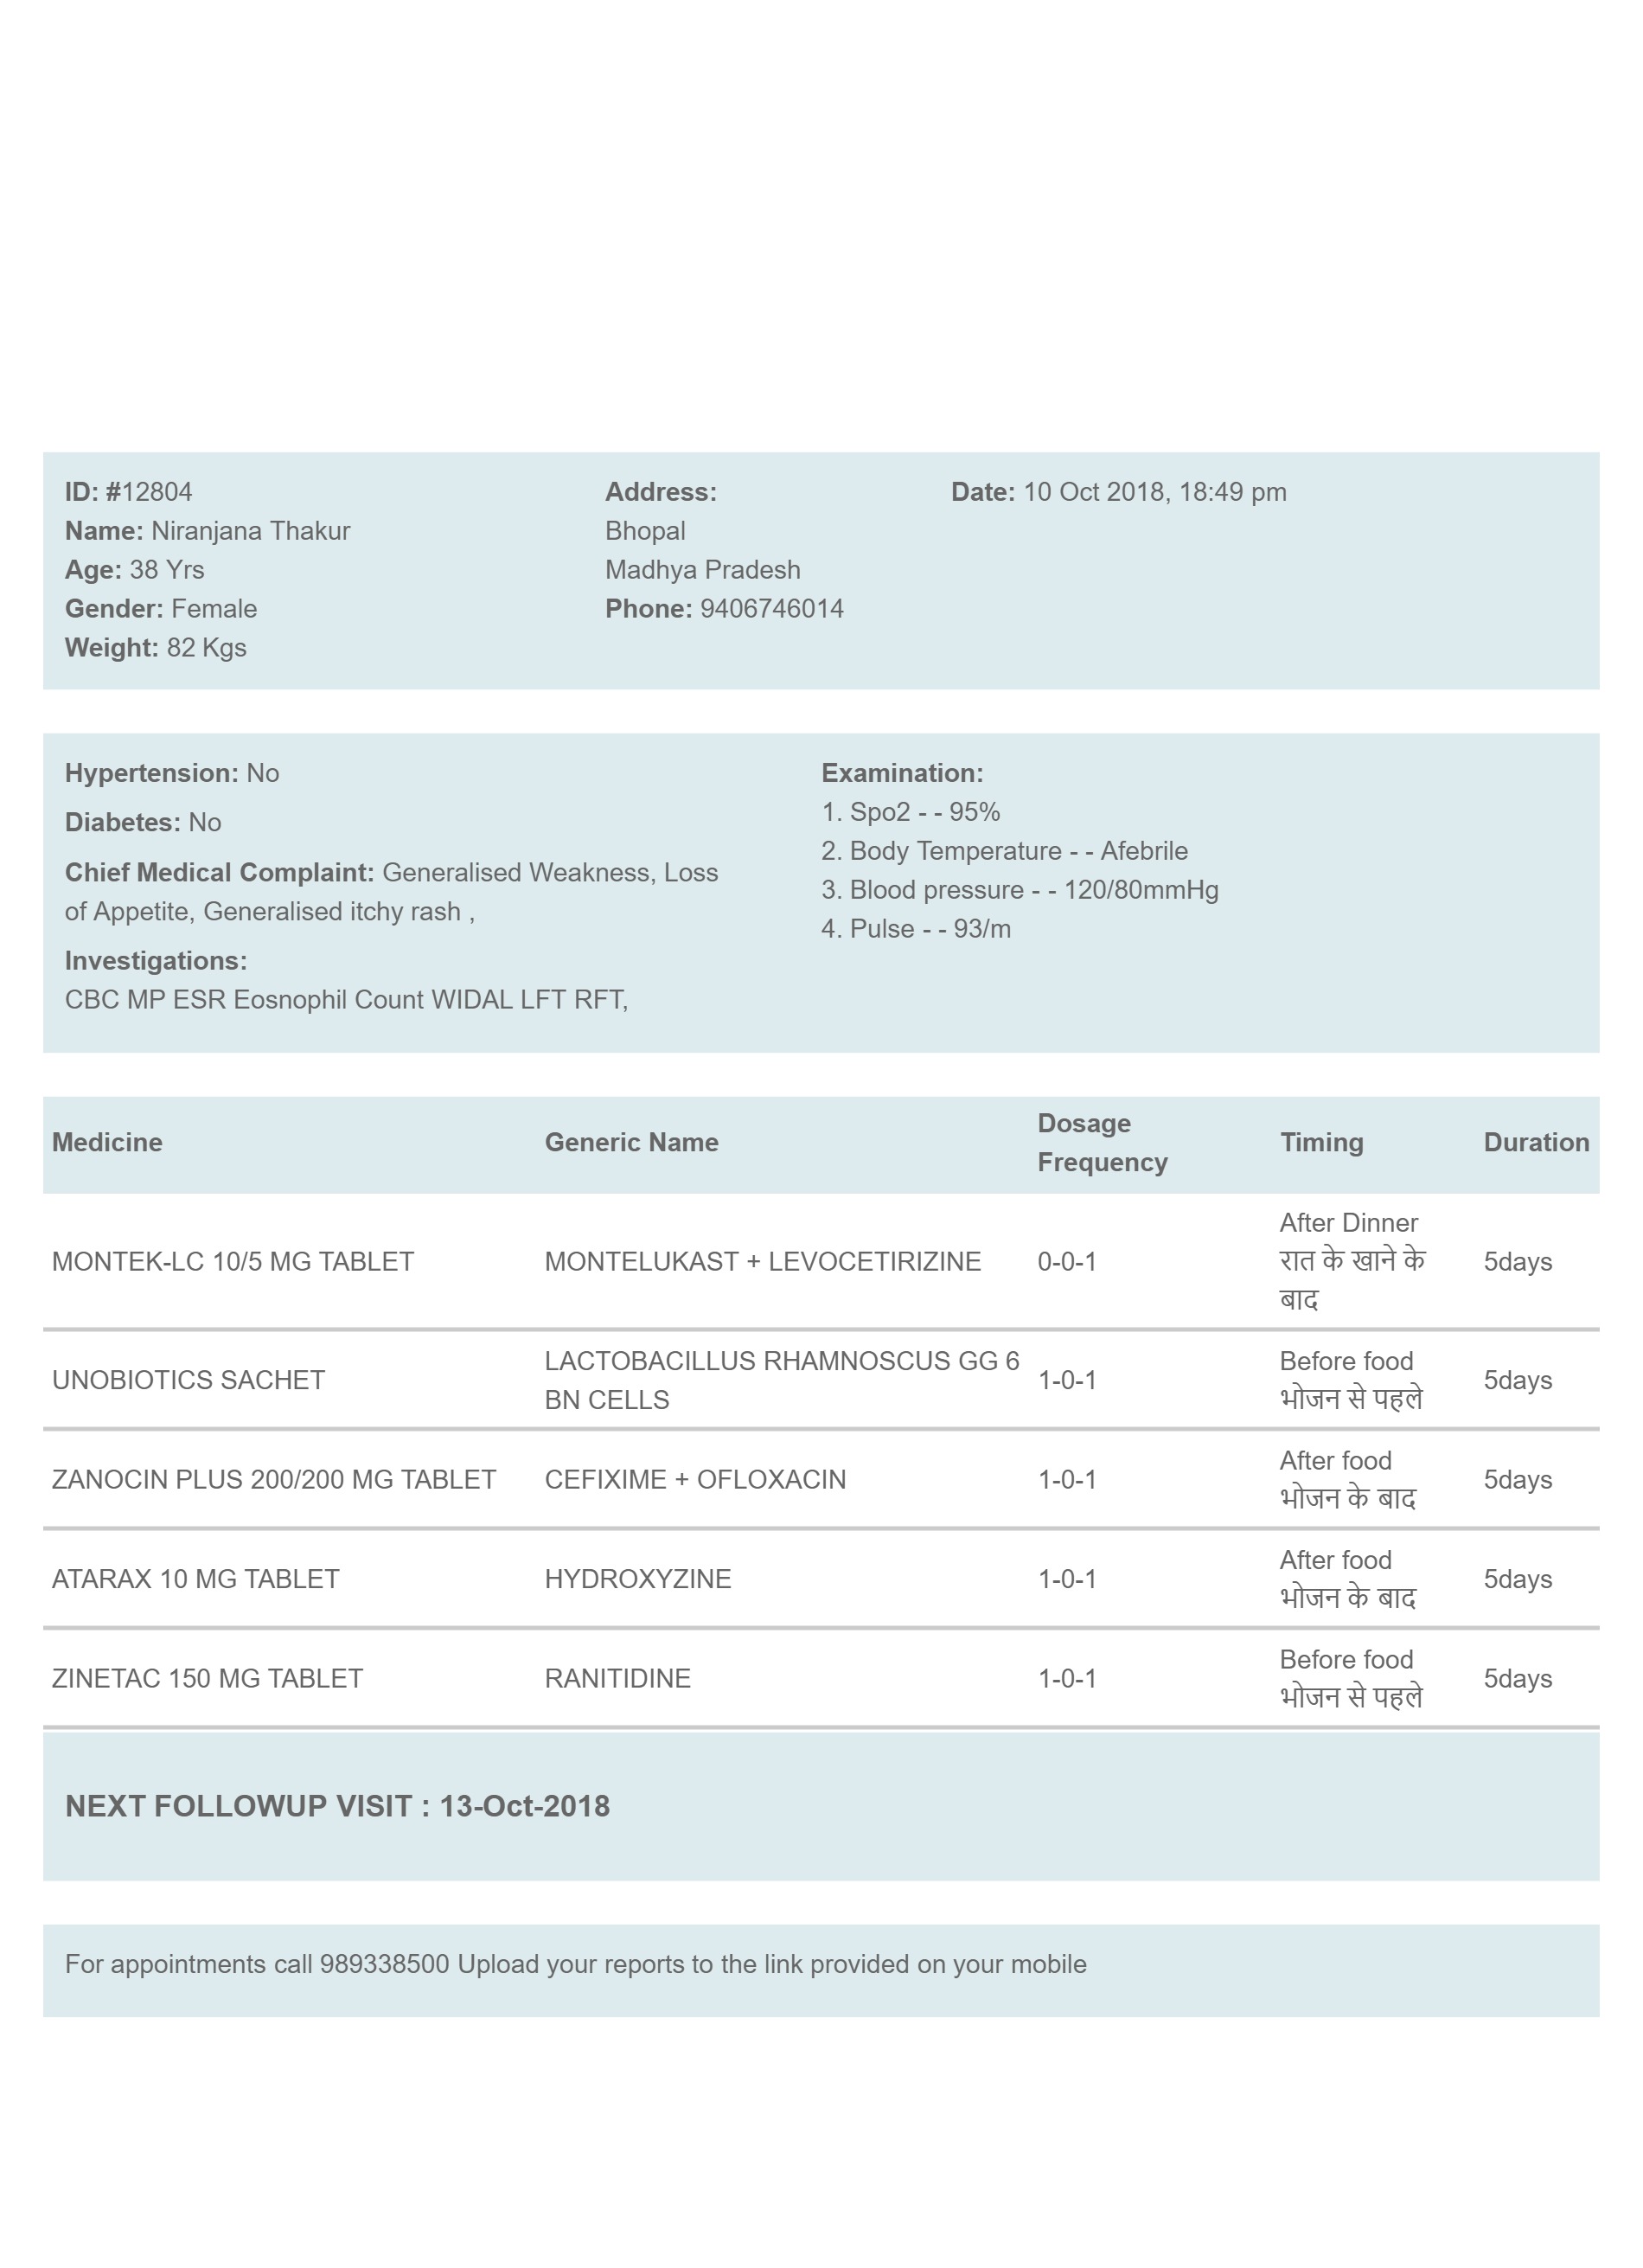 ID: #12804
Name: Niranjana Thakur
Age: 38 Yrs
Gender: Female
Weight: 82 Kgs
Address:
Bhopal
Madhya Pradesh
Phone: 9406746014
Date: 10 Oct 2018, 18:49 pm
Hypertension: No
Diabetes: No
Chief Medical Complaint: Generalised Weakness, Loss
of Appetite, Generalised itchy rash ,
Investigations:
CBC MP ESR Eosnophil Count WIDAL LFT RFT,
Examination:
1. Spo2 - - 95%
2. Body Temperature - - Afebrile
3. Blood pressure - - 120/80mmHg
4. Pulse - - 93/m
Medicine Generic Name Dosage Frequency Timing Duration
MONTEK-LC 10/5 MG TABLET MONTELUKAST + LEVOCETIRIZINE 0-0-1 After Dinner 5days
रात के खाने के
बाद
UNOBIOTICS SACHET LACTOBACILLUS RHAMNOSCUS GG 6 1-0-1 Before food 5days
BN CELLS भोजन से पहले
ZANOCIN PLUS 200/200 MG TABLET CEFIXIME + OFLOXACIN 1-0-1 After food 5days
भोजन के बाद
ATARAX 10 MG TABLET HYDROXYZINE 1-0-1 After food 5days
भोजन के बाद
ZINETAC 150 MG TABLET RANITIDINE 1-0-1 Before food 5days
भोजन से पहले
NEXT FOLLOWUP VISIT : 13-Oct-2018
For appointments call 989338500 Upload your reports to the link provided on your mobile